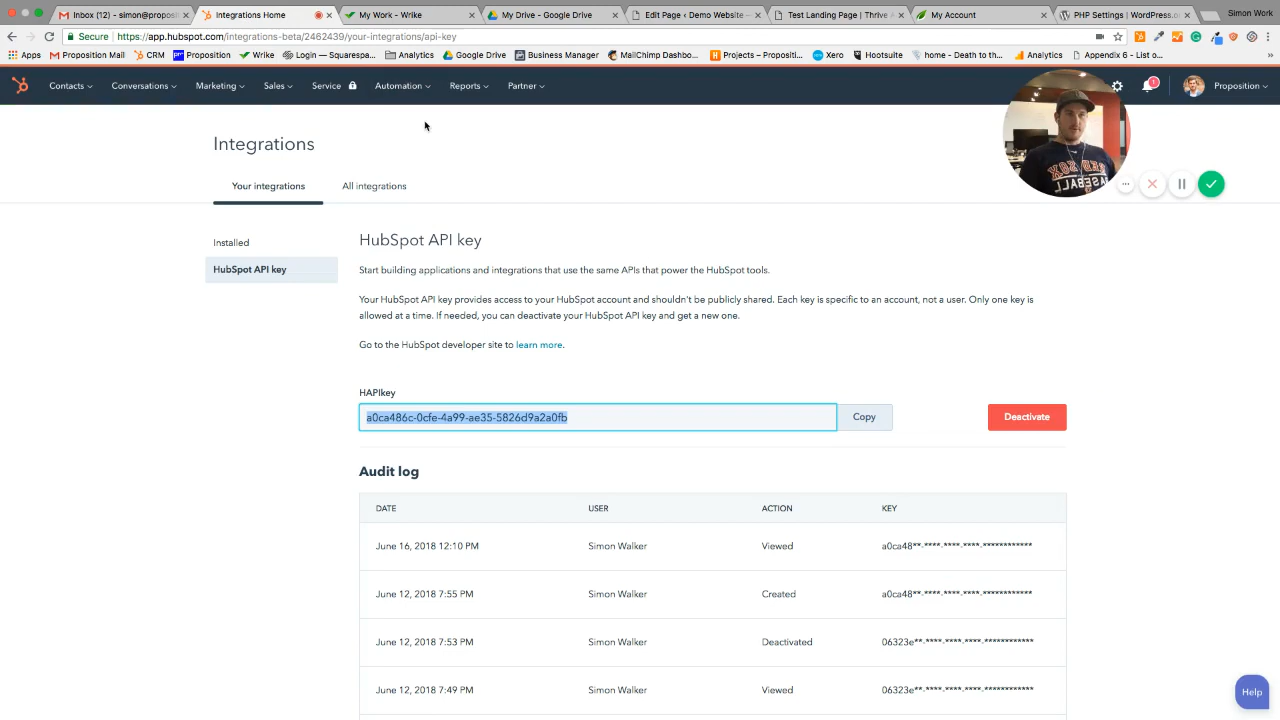 Inbox (12) - simon@proposit
Integrations Home
My Work - Wrike
My Drive - Google Drive
Edit Page ‹ Demo Website –
Test Landing Page | Thrive A
My Account
PHP Settings | WordPress.o
Simon Work
Secure
https://app.hubspot.com/integrations-beta/2462439/your-integrations/api-key
Apps
Proposition Mail
CRM
Proposition
Wrike
Login — Squarespa...
Analytics
Google Drive
Business Manager
MailChimp Dashbo...
Projects – Propositi...
Xero
Hootsuite
home - Death to th...
Analytics
Appendix 6 - List o...
»
Contacts
Conversations
Marketing
Sales
Service
Automation
Reports
Partner
1
Proposition
Integrations
Your integrations
All integrations
Installed
HubSpot API key
HubSpot API key
Start building applications and integrations that use the same APIs that power the HubSpot tools.
Your HubSpot API key provides access to your HubSpot account and shouldn't be publicly shared. Each key is specific to an account, not a user. Only one key is
allowed at a time. If needed, you can deactivate your HubSpot API key and get a new one.
Go to the HubSpot developer site to learn more.
HAPIkey
a0ca486c-0cfe-4a99-ae35-5826d9a2a0fb
Copy
Deactivate
Audit log
DATE USER ACTION KEY
June 16, 2018 12:10 PM Simon Walker Viewed a0ca48**-****-****-****-************
June 12, 2018 7:55 PM Simon Walker Created a0ca48**-****-****-****-************
June 12, 2018 7:53 PM Simon Walker Deactivated 06323e**-****-****-****-************
June 12, 2018 7:49 PM Simon Walker Viewed 06323e**-****-****-****-************
Help